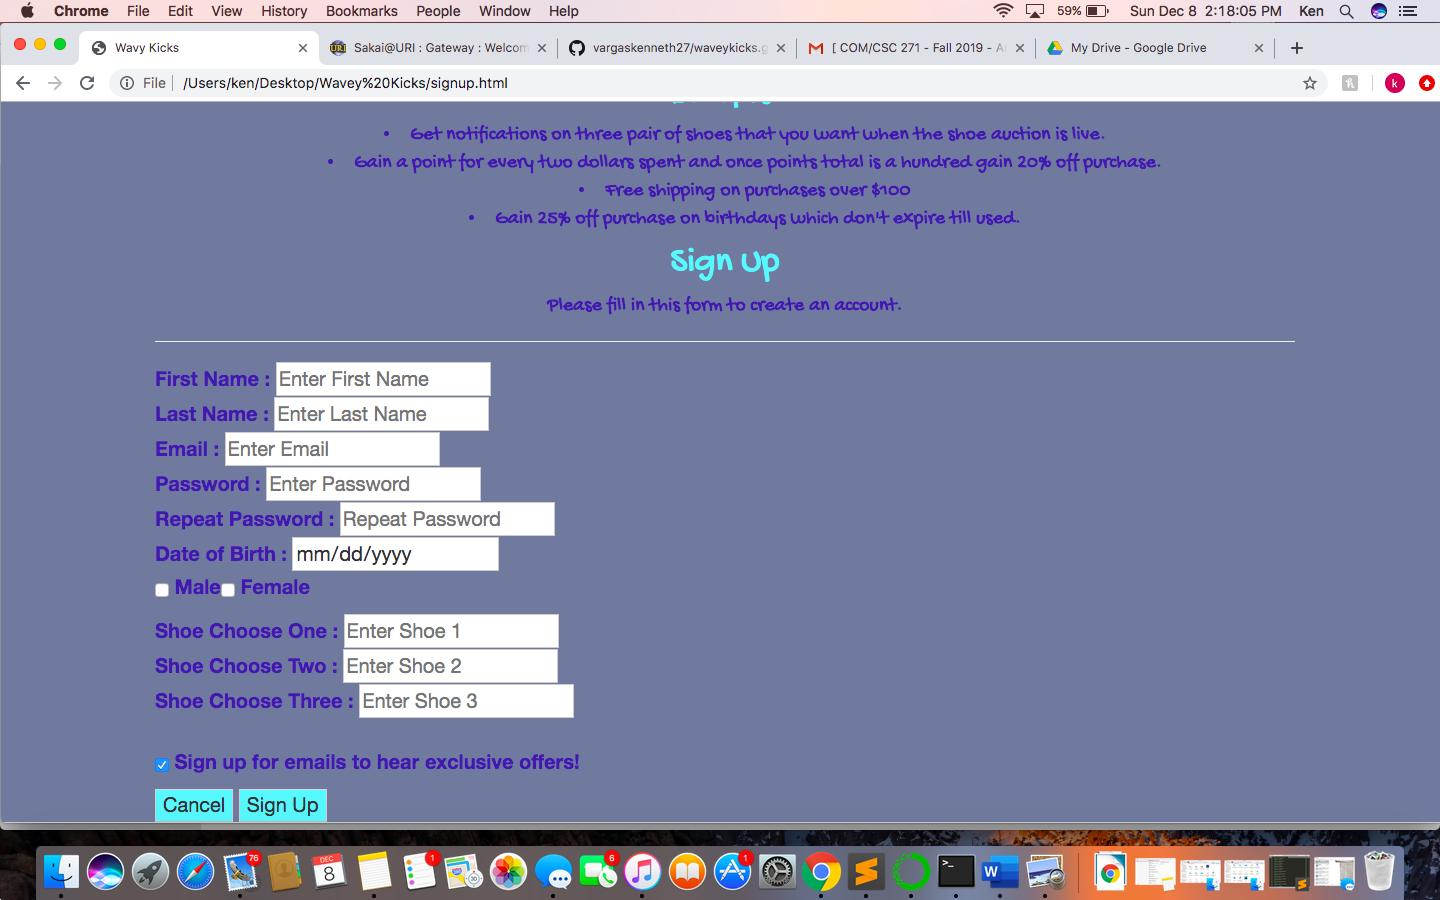 Chrome File Edit View History Bookmarks People Window Help 59% Sun Dec 8 2:18:05 PM Ken
Wavy Kicks Sakai@URI : Gateway : Welcom vargaskenneth27/waveykicks.g [ COM/CSC 271 - Fall 2019 - A My Drive - Google Drive
File /Users/ken/Desktop/Wavey%20Kicks/signup.html k
• Get notifications on three pair of shoes that you want when the shoe auction is live.
• Gain a point for every two dollars spent and once points total is a hundred gain 20% off purchase.
• Free shipping on purchases over $100
• Gain 25% off purchase on birthdays which don't expire till used.
Sign Up
Please fill in this form to create an account.
First Name : Enter First Name
Last Name : Enter Last Name
Email : Enter Email
Password : Enter Password
Repeat Password : Repeat Password
Date of Birth : mm/dd/yyyy
Male Female
Shoe Choose One : Enter Shoe 1
Shoe Choose Two : Enter Shoe 2
Shoe Choose Three : Enter Shoe 3
Sign up for emails to hear exclusive offers!
Cancel Sign Up
76 DEC 8 1 6 1 W